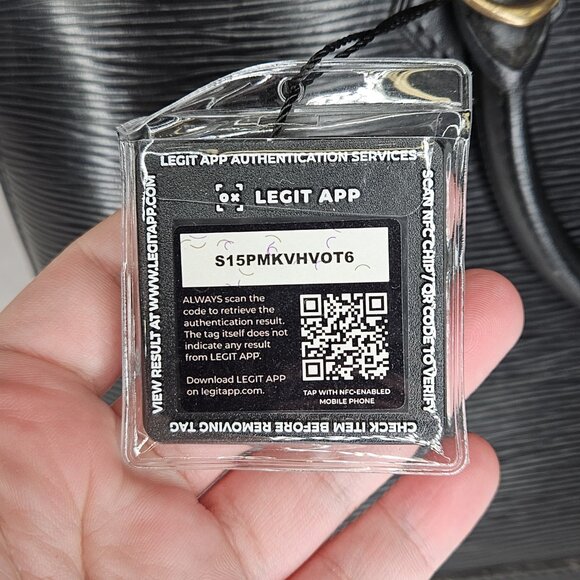 LEGIT APP AUTHENTICATION SERVICES
LEGIT APP
S15PMKVHVOT6
ALWAYS scan the
code to retrieve the
authentication result.
The tag itself does not
indicate any result
from LEGIT APP.
Download LEGIT APP
on legitapp.com.
TAP WITH NFC-ENABLED
MOBILE PHONE
SCAN NFC CHIP / QR CODE TO VERIFY
CHECK ITEM BEFORE REMOVING TAG
VIEW RESULT AT WWW.LEGITAPP.COM